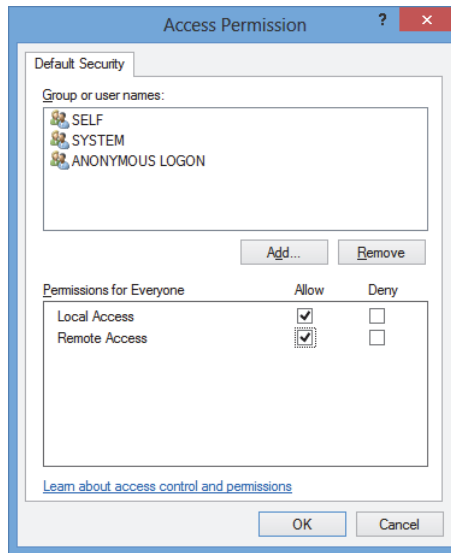 Access Permission
?
Default Security
Group or user names:
SELF
SYSTEM
ANONYMOUS LOGON
Add...
Remove
Permissions for Everyone Allow Deny
Local Access
Remote Access
Learn about access control and permissions
OK
Cancel